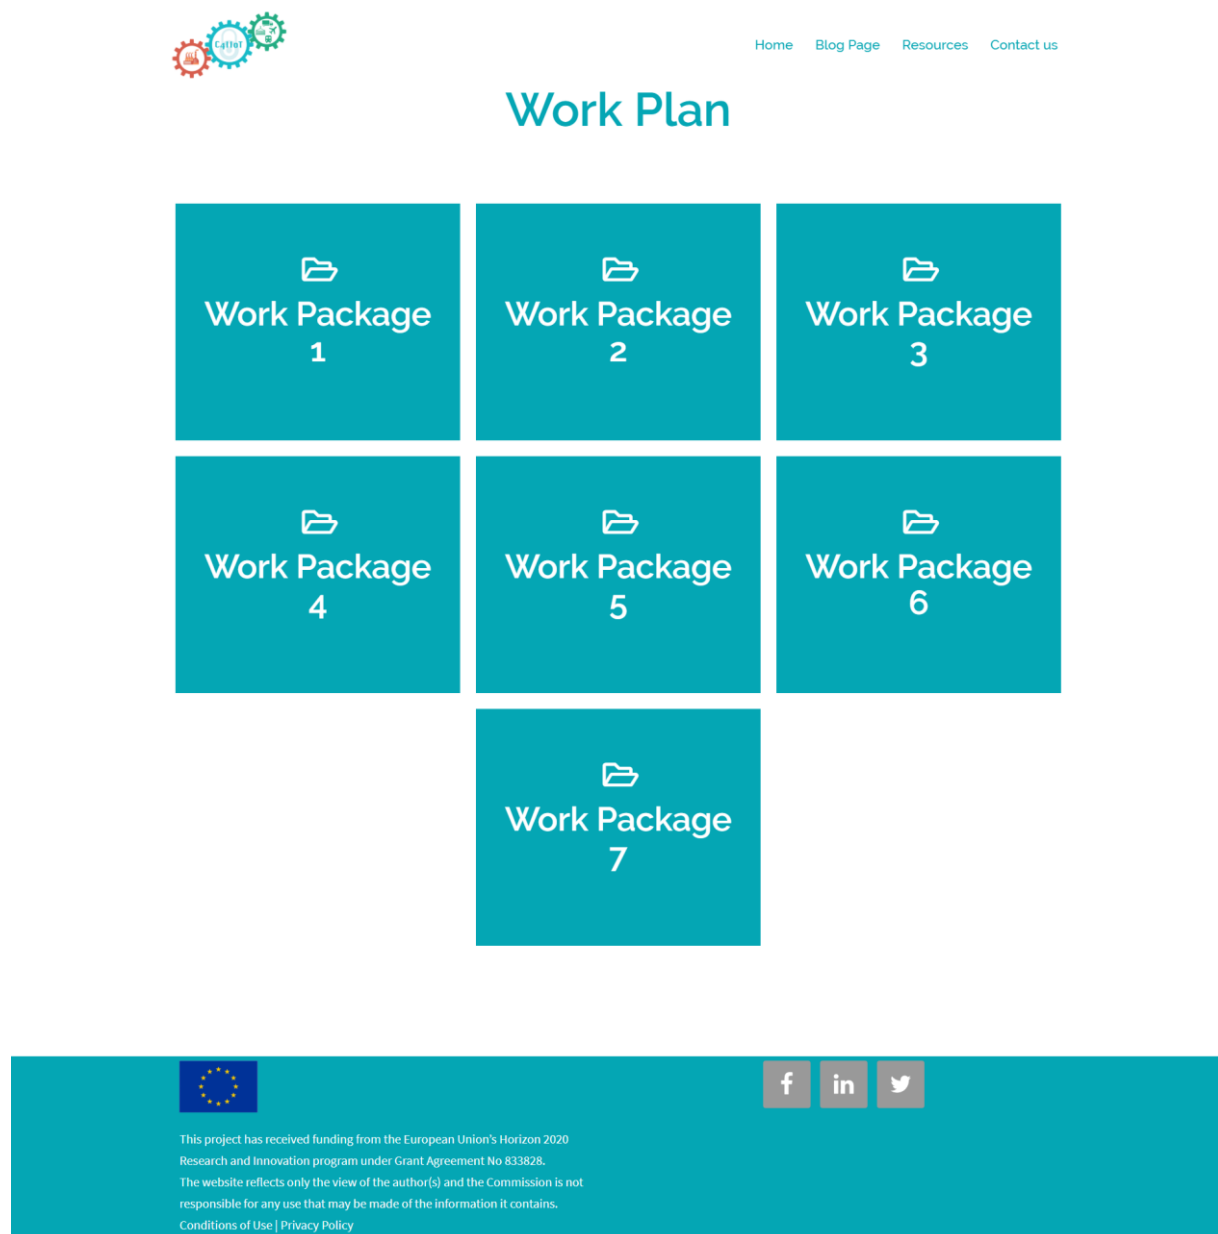 C4IIoT
Home Blog Page Resources Contact us
Work Plan
Work Package
1
Work Package
2
Work Package
3
Work Package
4
Work Package
5
Work Package
6
Work Package
7
This project has received funding from the European Union's Horizon 2020
Research and Innovation program under Grant Agreement No 833828.
The website reflects only the view of the author(s) and the Commission is not
responsible for any use that may be made of the information it contains.
Conditions of Use | Privacy Policy